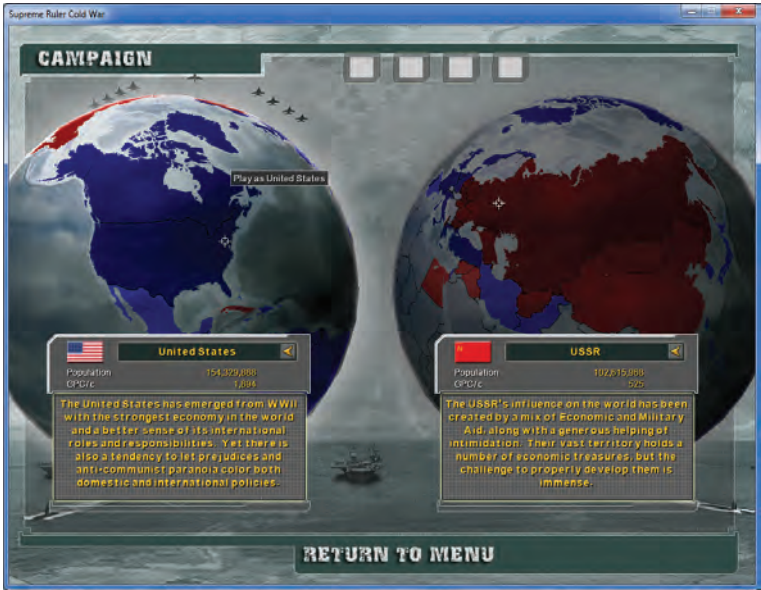 Supreme Ruler Cold War
CAMPAIGN
Play as United States
United States
Population 154,329,888
GPC/c 1,894
The United States has emerged from WWII
with the strongest economy in the world
and a better sense of its international
roles and responsibilities. Yet there is
also a tendency to let prejudices and
anti-communist paranoia color both
domestic and international policies.
USSR
Population 102,615,968
GPC/c 525
The USSR's influence on the world has been
created by a mix of Economic and Military
Aid, along with a generous helping of
intimidation. Their vast territory holds a
number of economic treasures, but the
challenge to properly develop them is
immense.
RETURN TO MENU